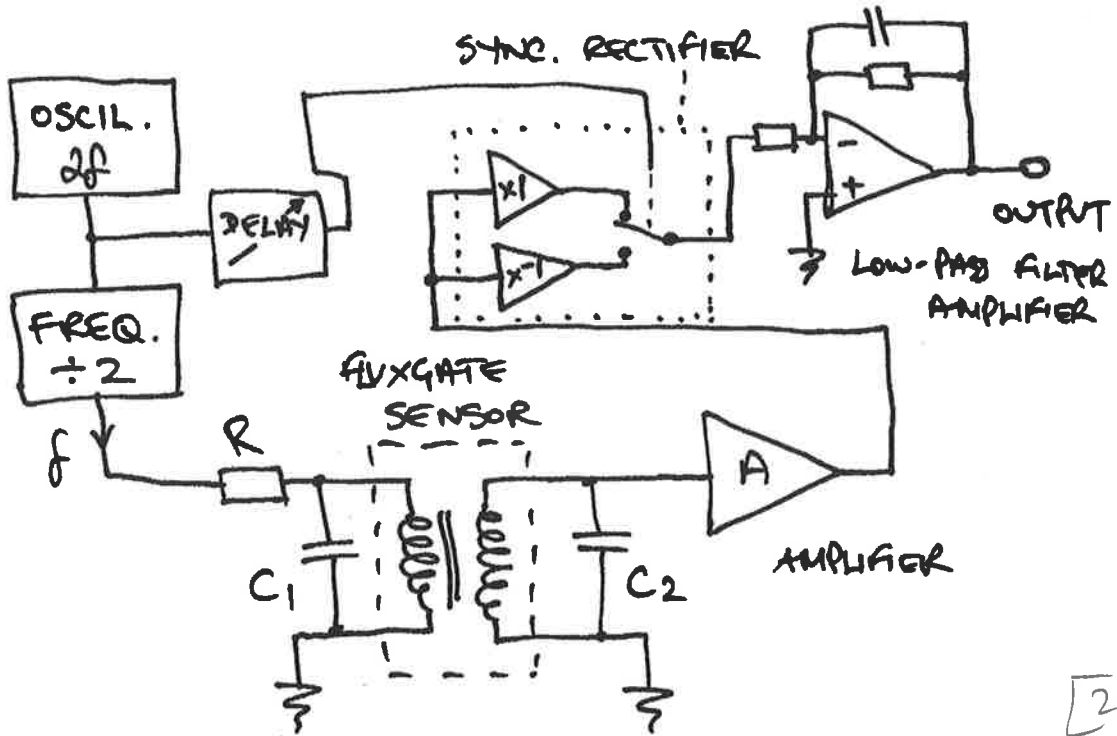 SYNC. RECTIFIER
OSCIL.
2f
DELAY
x1
x-1
-
+
OUTPUT
LOW-PASS FILTER
AMPLIFIER
FREQ.
÷2
f
R
FLUXGATE
SENSOR
C1
C2
A
AMPLIFIER
2